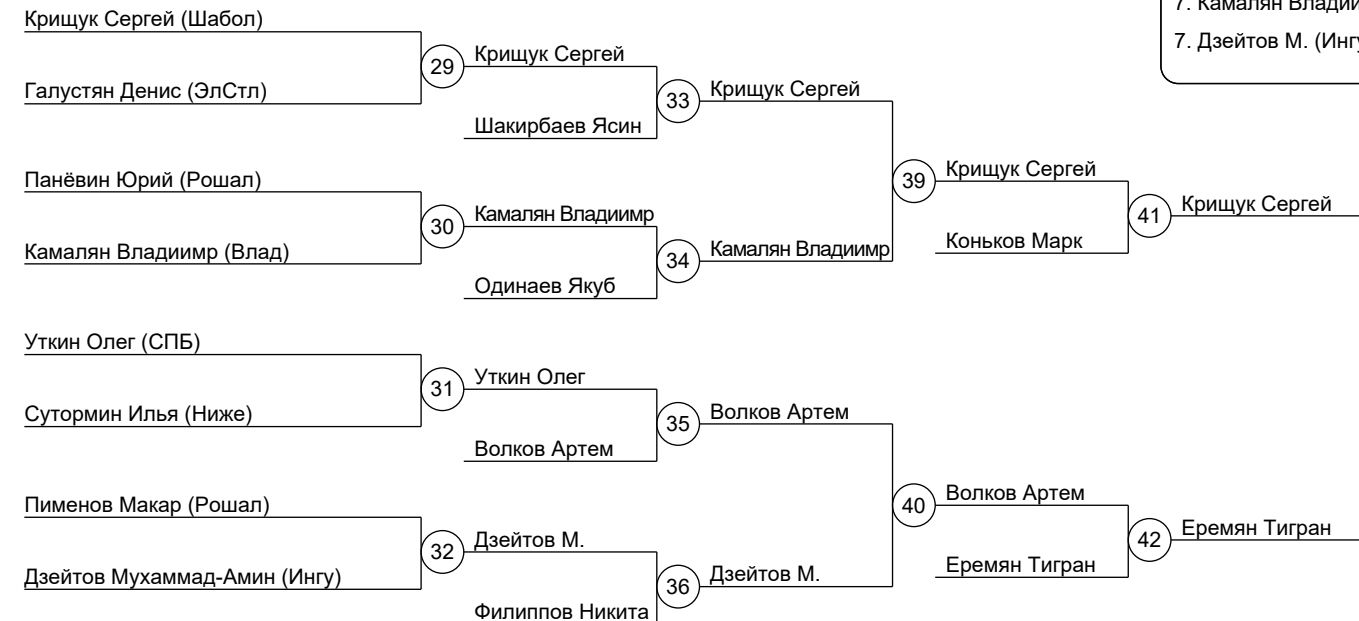 7. Камалян Владии
7. Дзейтов М. (Инг
Крищук Сергей (Шабол)
Галустян Денис (ЭлСтл)
29
Крищук Сергей
Шакирбаев Ясин
33
Крищук Сергей
Панёвин Юрий (Рошал)
Камалян Владиимр (Влад)
30
Камалян Владиимр
Одинаев Якуб
34
Камалян Владиимр
39
Крищук Сергей
Коньков Марк
41
Крищук Сергей
Уткин Олег (СПБ)
Сутормин Илья (Ниже)
31
Уткин Олег
Волков Артем
35
Волков Артем
Пименов Макар (Рошал)
Дзейтов Мухаммад-Амин (Ингу)
32
Дзейтов М.
Филиппов Никита
36
Дзейтов М.
40
Волков Артем
Еремян Тигран
42
Еремян Тигран